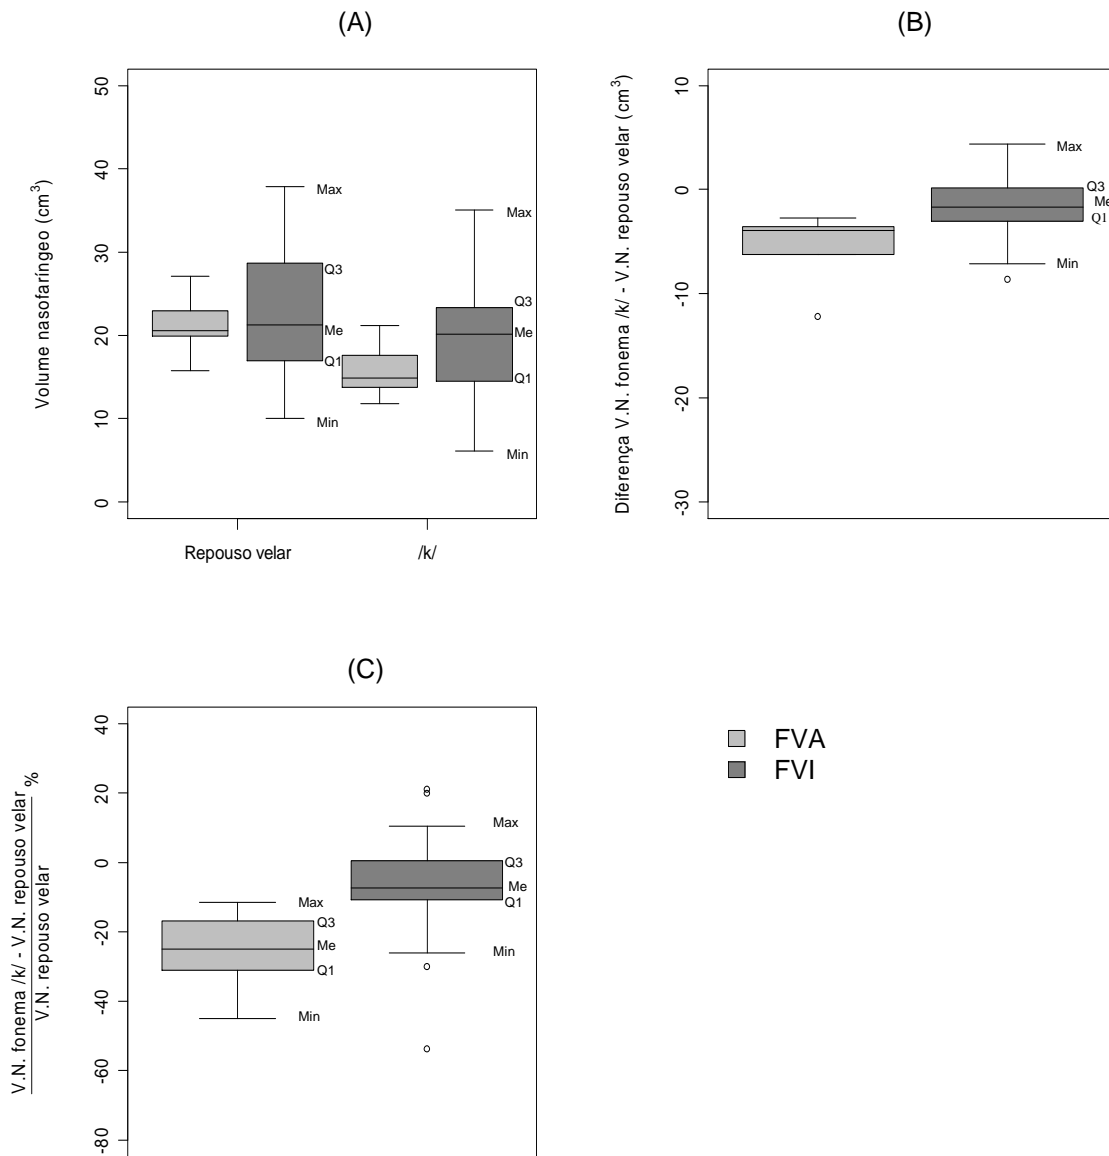 (A)
Volume nasofaríngeo (cm³)
50
40
30
20
10
0
Max
Q3
Me
Q1
Min
Max
Q3
Me
Q1
Min
Repouso velar
/k/
(B)
Diferença V.N. fonema /k/ - V.N. repouso velar (cm³)
10
0
-10
-20
-30
Max
Q3
Me
Q1
Min
(C)
V.N. fonema /k/ - V.N. repouso velar
V.N. repouso velar
%
40
20
0
-20
-40
-60
-80
Max
Q3
Me
Q1
Min
Max
Q3
Me
Q1
Min
FVA
FVI